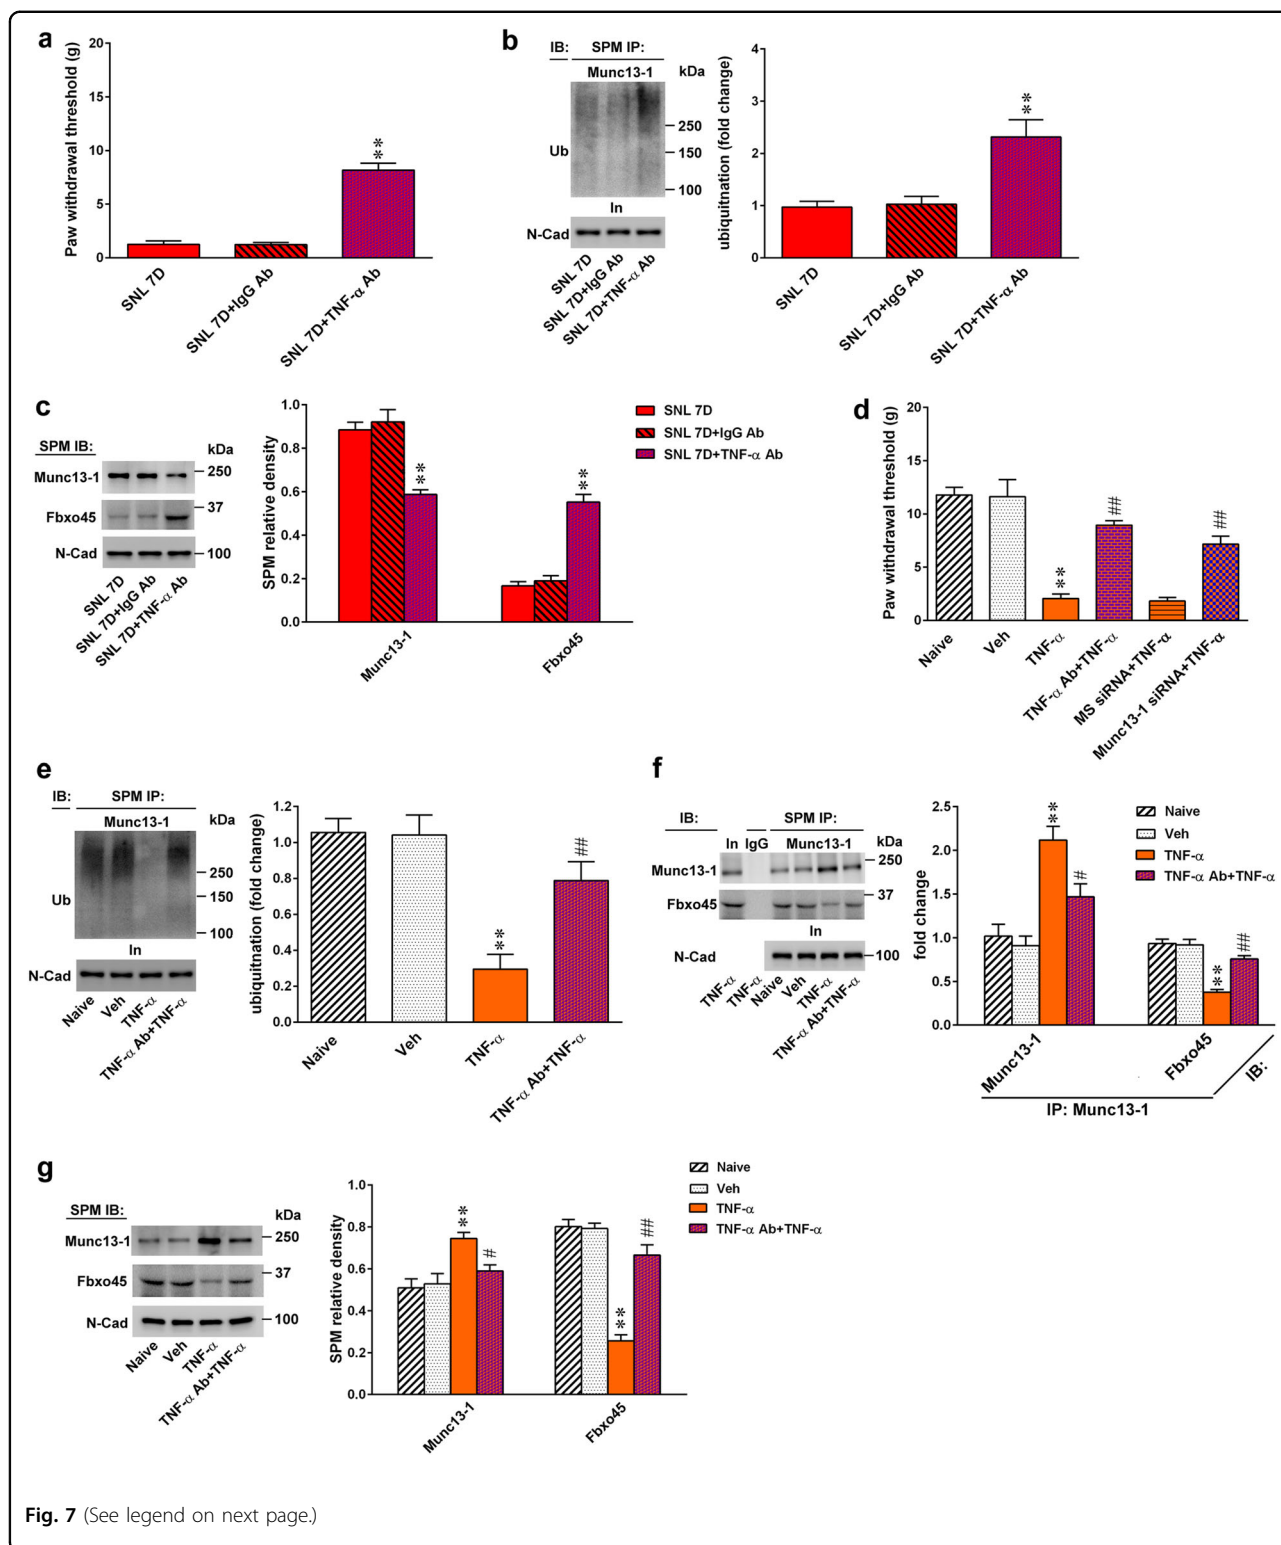 a
Paw withdrawal threshold (g)
20
15
10
5
0
**
SNL 7D
SNL 7D+IgG Ab
SNL 7D+TNF-α Ab
b
IB:
SPM IP:
Munc13-1
kDa
Ub
250
150
100
In
N-Cad
SNL 7D
SNL 7D+IgG Ab
SNL 7D+TNF-α Ab
ubiquitnation (fold change)
4
3
2
1
0
**
SNL 7D
SNL 7D+IgG Ab
SNL 7D+TNF-α Ab
c
SPM IB:
kDa
Munc13-1
250
Fbxo45
37
N-Cad
100
SNL 7D
SNL 7D+IgG Ab
SNL 7D+TNF-α Ab
SPM relative density
1.0
0.8
0.6
0.4
0.2
0.0
**
**
Munc13-1
Fbxo45
SNL 7D
SNL 7D+IgG Ab
SNL 7D+TNF-α Ab
d
Paw withdrawal threshold (g)
20
15
10
5
0
**
##
##
Naive
Veh
TNF-α
TNF-α Ab+TNF-α
MS siRNA+TNF-α
Munc13-1 siRNA+TNF-α
e
IB:
SPM IP:
Munc13-1
kDa
Ub
250
150
100
In
N-Cad
Naive
Veh
TNF-α
TNF-α Ab+TNF-α
ubiquitnation (fold change)
1.2
1.0
0.8
0.6
0.4
0.2
0.0
**
##
Naive
Veh
TNF-α
TNF-α Ab+TNF-α
f
IB:
SPM IP:
In IgG Munc13-1
kDa
Munc13-1
250
Fbxo45
37
In
N-Cad
100
TNF-α
TNF-α
Naive
Veh
TNF-α
TNF-α Ab+TNF-α
fold change
2.5
2.0
1.5
1.0
0.5
0.0
**
#
**
##
Naive
Veh
TNF-α
TNF-α Ab+TNF-α
Munc13-1
Fbxo45
IB:
IP: Munc13-1
g
SPM IB:
kDa
Munc13-1
250
Fbxo45
37
N-Cad
100
Naive
Veh
TNF-α
TNF-α Ab+TNF-α
SPM relative density
1.0
0.8
0.6
0.4
0.2
0.0
**
#
**
##
Munc13-1
Fbxo45
Naive
Veh
TNF-α
TNF-α Ab+TNF-α
Fig. 7 (See legend on next page.)